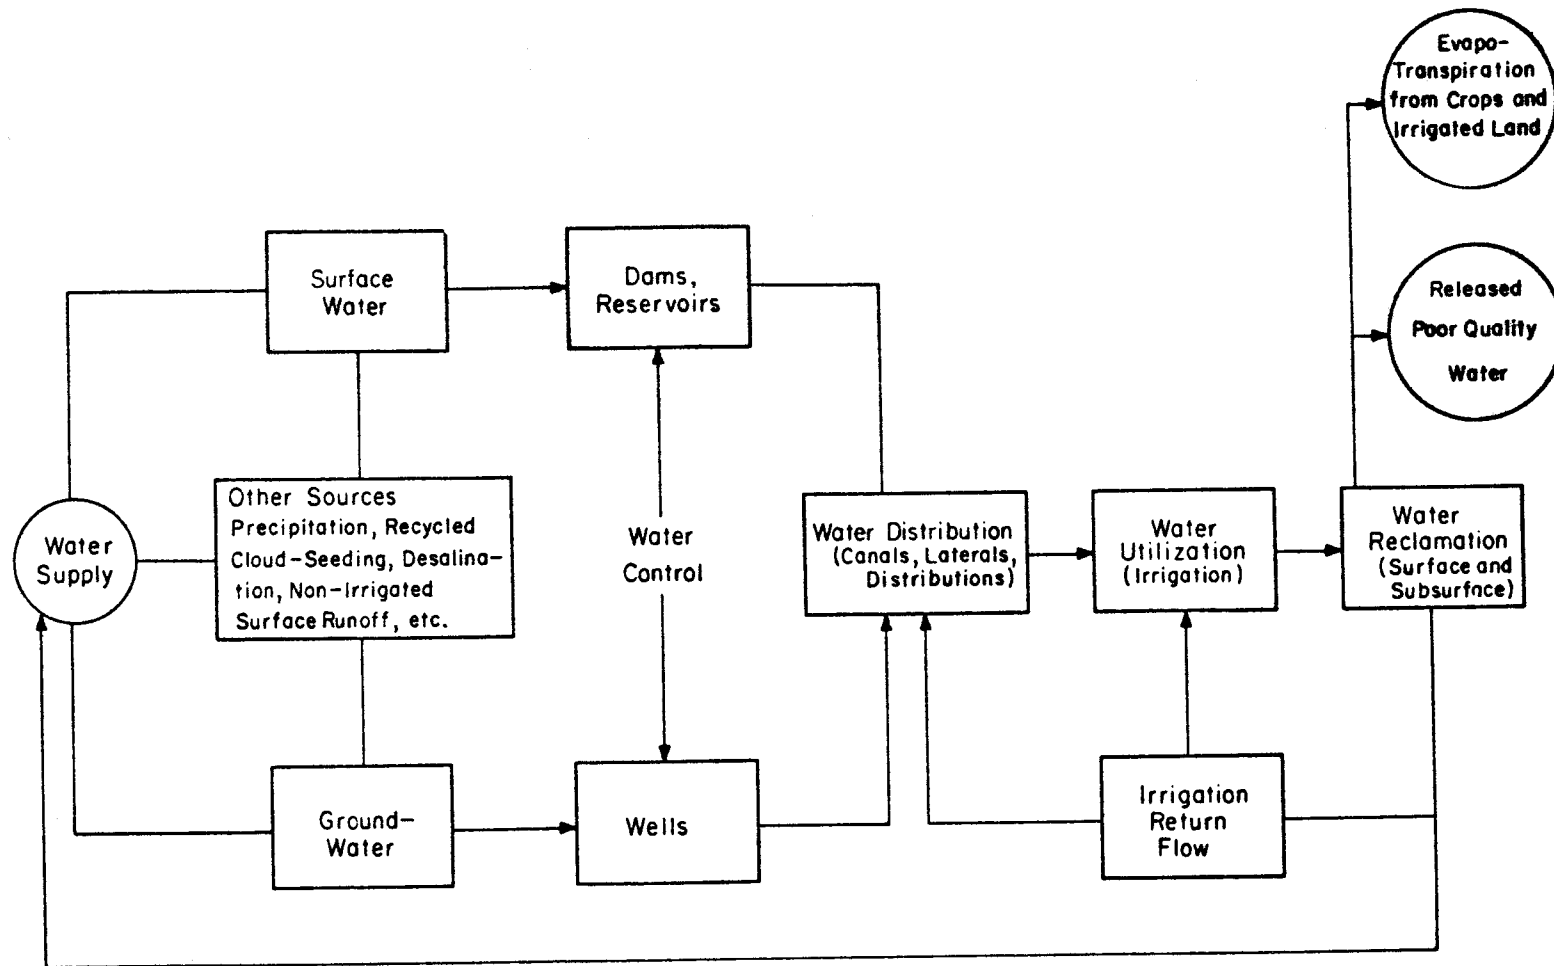 Evapo-
Transpiration
from Crops and
Irrigated Land
Released
Poor Quality
Water
Surface
Water
Dams,
Reservoirs
Other Sources
Precipitation, Recycled
Cloud-Seeding, Desalina-
tion, Non-Irrigated
Surface Runoff, etc.
Water
Supply
Water
Control
Water Distribution
(Canals, Laterals,
Distributions)
Water
Utilization
(Irrigation)
Water
Reclamation
(Surface and
Subsurface)
Ground-
Water
Wells
Irrigation
Return
Flow